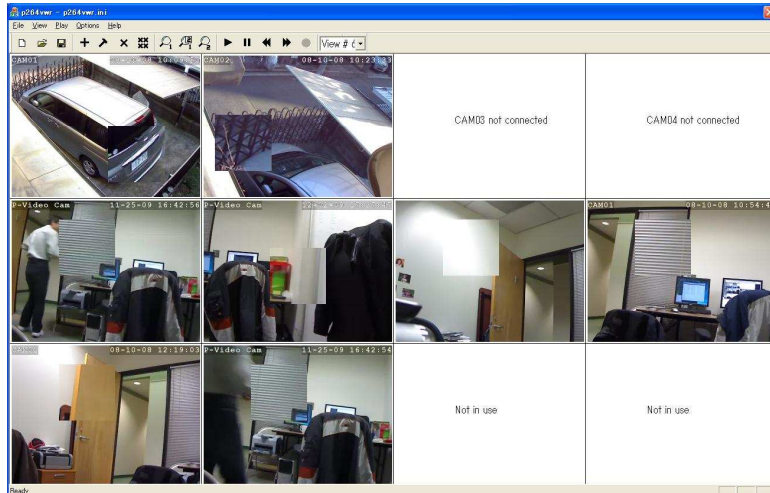 p264vwr - p264vwr.ini
File View Play Options Help
View # 6
CAM01
CAM02 08-10-08 10:23:33
CAM03 not connected
CAM04 not connected
P-Video Cam 11-25-09 16:42:56
P-Video Cam
CAM01 08-10-08 10:54:4
08-10-08 12:19:03
P-Video Cam 11-25-09 16:42:54
Not in use
Not in use
Ready